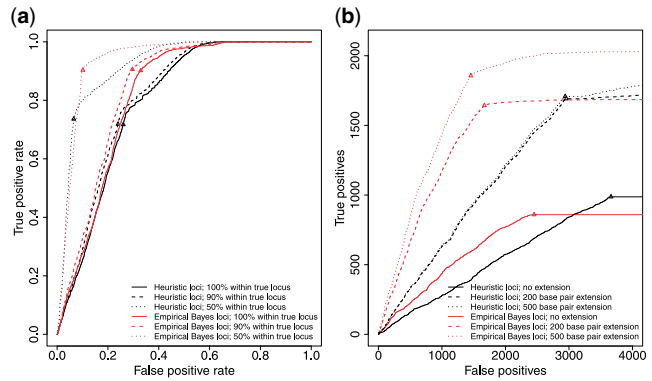 (a)
True positive rate
1.0
0.8
0.6
0.4
0.2
0.0
Heuristic loci; 100% within true locus
Heuristic loci; 90% within true locus
Heuristic loci; 50% within true locus
Empirical Bayes loci; 100% within true locus
Empirical Bayes loci; 90% within true locus
Empirical Bayes loci; 50% within true locus
0.0 0.2 0.4 0.6 0.8 1.0
False positive rate
(b)
True positives
2000
1500
1000
500
0
Heuristic loci; no extension
Heuristic loci; 200 base pair extension
Heuristic loci; 500 base pair extension
Empirical Bayes loci; no extension
Empirical Bayes loci; 200 base pair extension
Empirical Bayes loci; 500 base pair extension
0 1000 2000 3000 4000
False positives